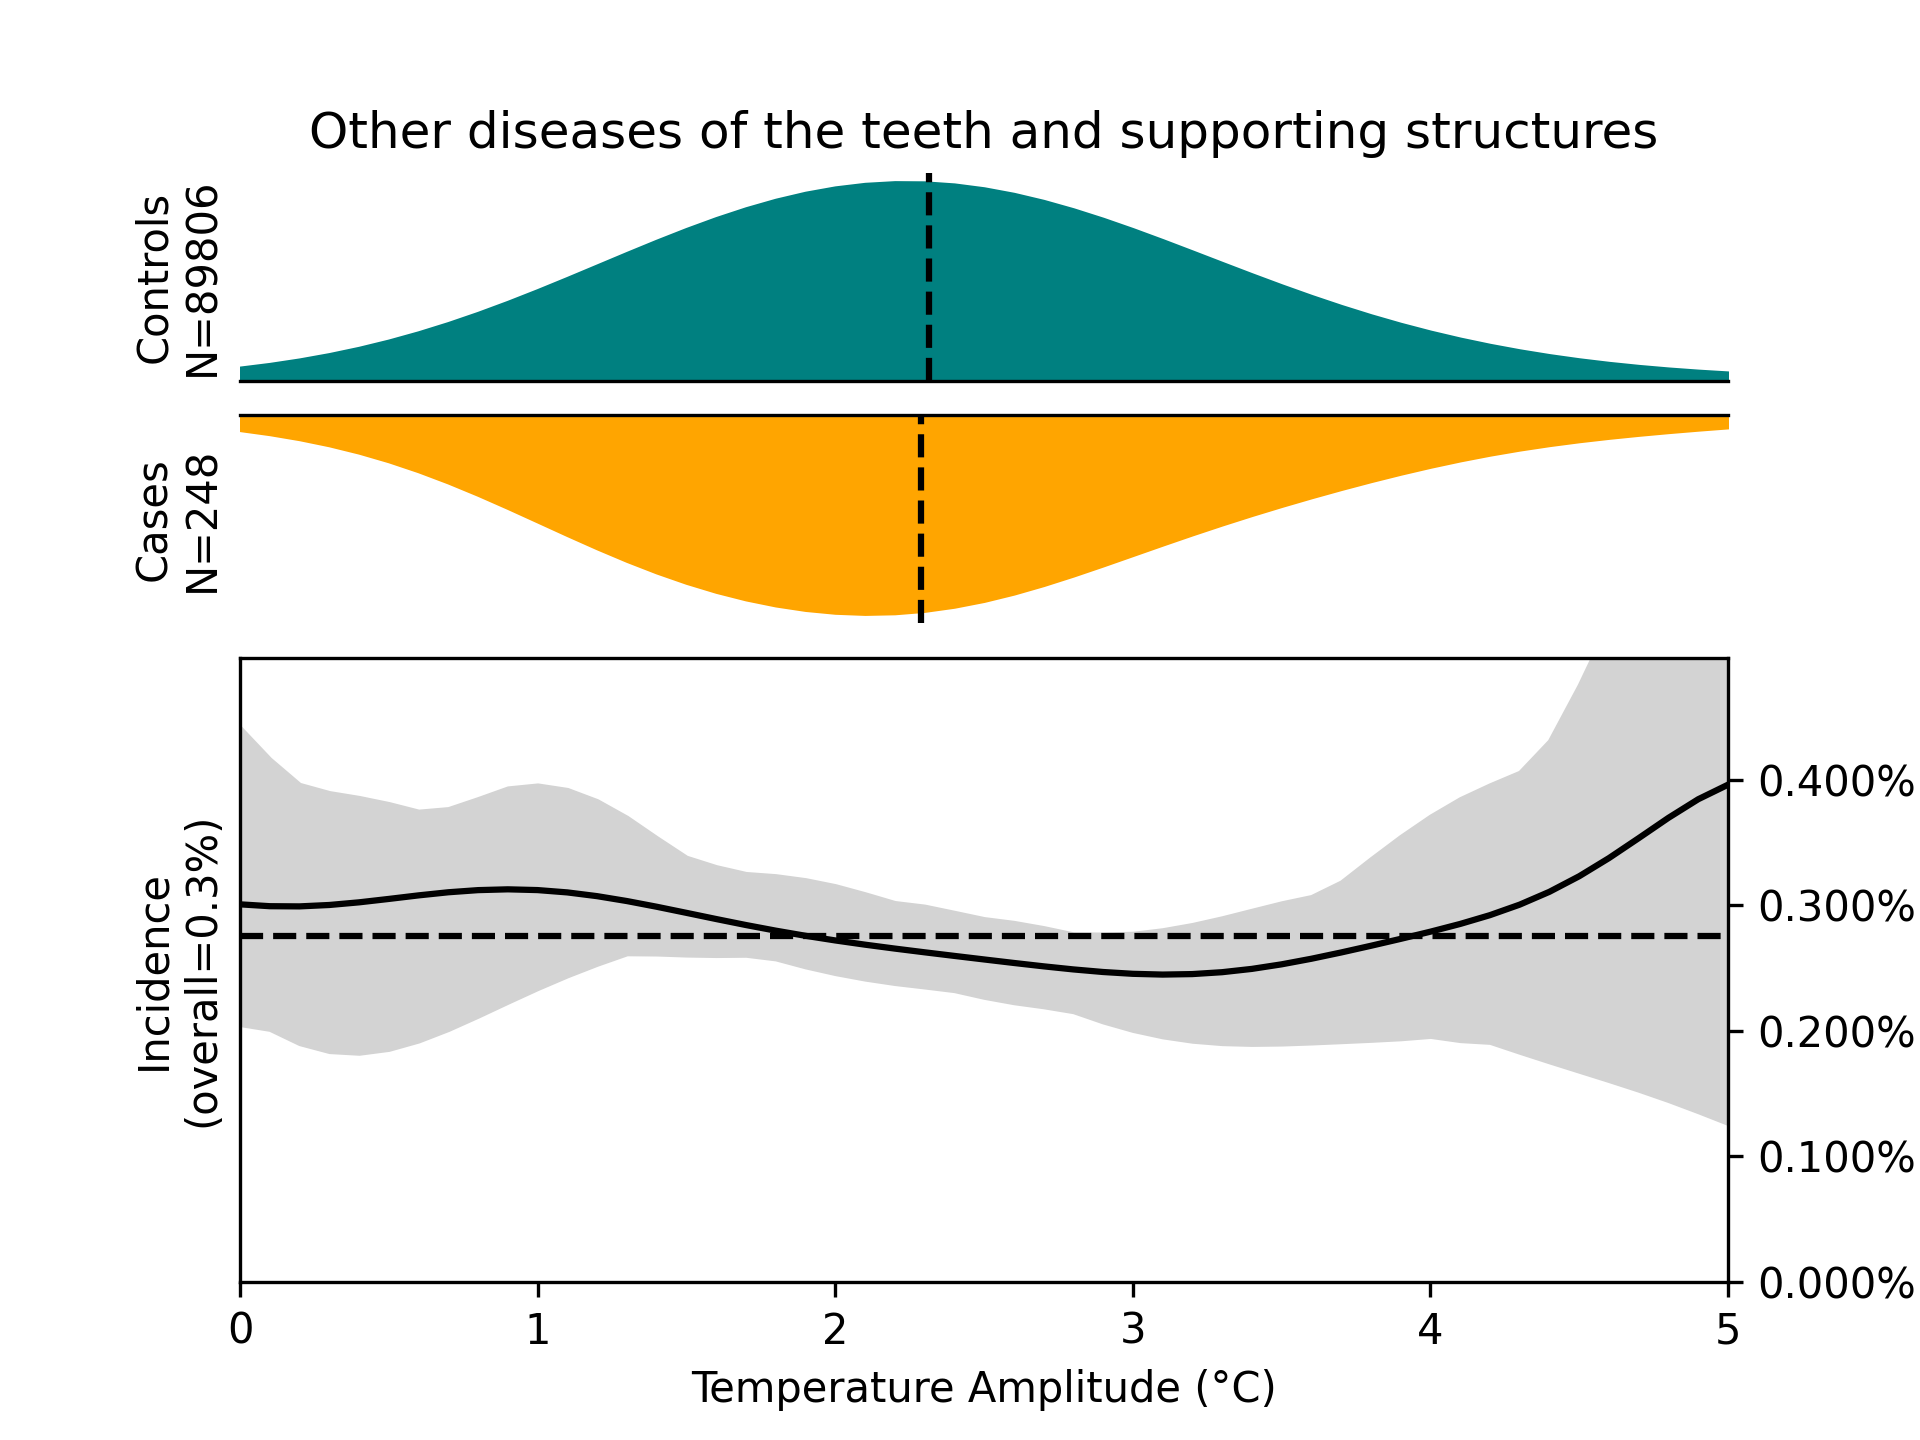 Other diseases of the teeth and supporting structures
Controls
N=89806
Cases
N=248
Incidence
(overall=0.3%)
0.400%
0.300%
0.200%
0.100%
0.000%
0 1 2 3 4 5
Temperature Amplitude (°C)